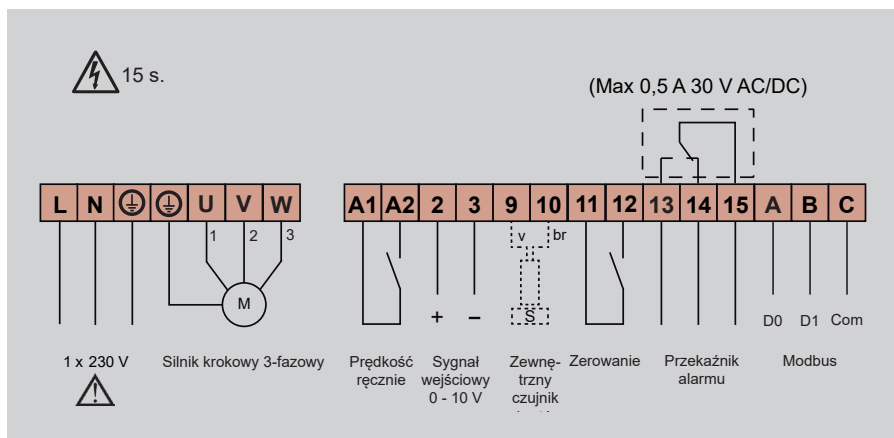 15 s.
(Max 0,5 A 30 V AC/DC)
L N U V W
A1 A2 2 3 9 10 11 12 13 14 15 A B C
1 2 3
v br
M
+ –
S
D0 D1 Com
1 x 230 V
Silnik krokowy 3-fazowy
Prędkość
ręcznie
Sygnał
wejściowy
0 - 10 V
Zewnę-
trzny
czujnik
Zerowanie
Przekaźnik
alarmu
Modbus